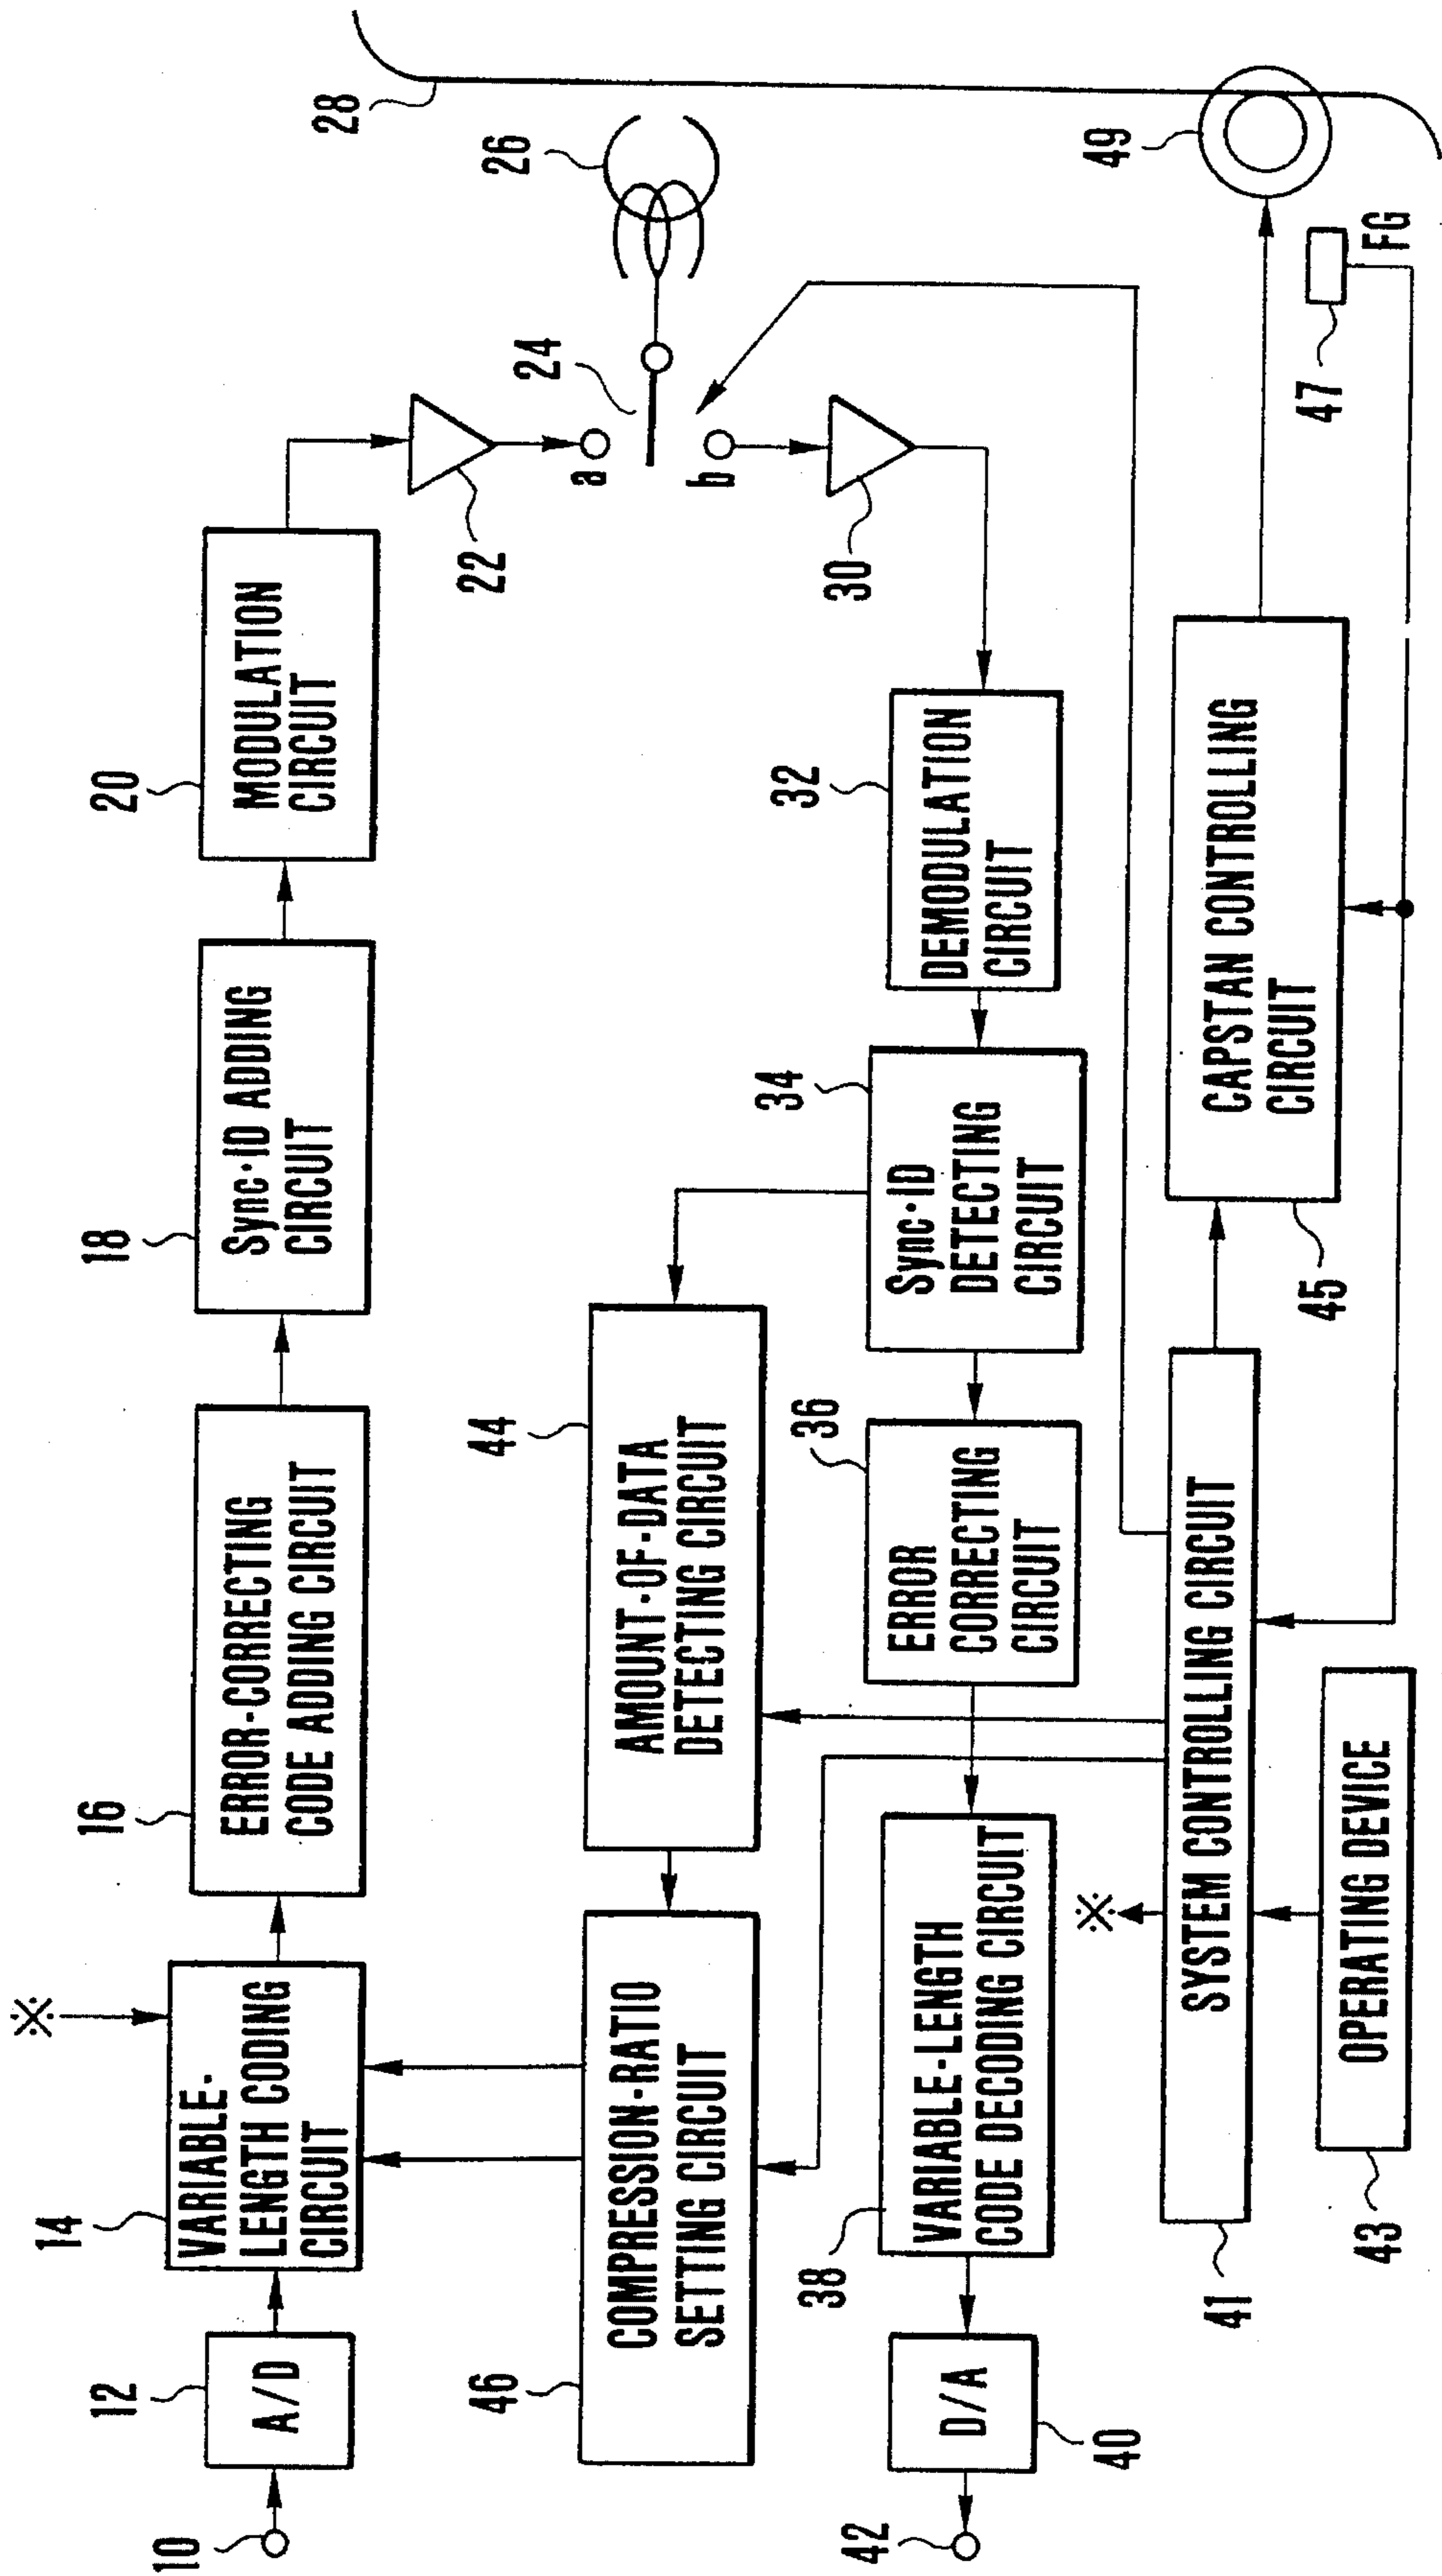 10
12
A/D
14
※
VARIABLE-
LENGTH CODING
CIRCUIT
16
ERROR-CORRECTING
CODE ADDING CIRCUIT
18
Sync·ID ADDING
CIRCUIT
20
MODULATION
CIRCUIT
22
a
24
b
26
28
30
46
COMPRESSION-RATIO
SETTING CIRCUIT
44
AMOUNT-OF-DATA
DETECTING CIRCUIT
42
40
D/A
38
VARIABLE-LENGTH
CODE DECODING CIRCUIT
36
ERROR
CORRECTING
CIRCUIT
34
Sync·ID
DETECTING
CIRCUIT
32
DEMODULATION
CIRCUIT
※
41
SYSTEM CONTROLLING CIRCUIT
45
CAPSTAN CONTROLLING
CIRCUIT
49
47
FG
43
OPERATING DEVICE